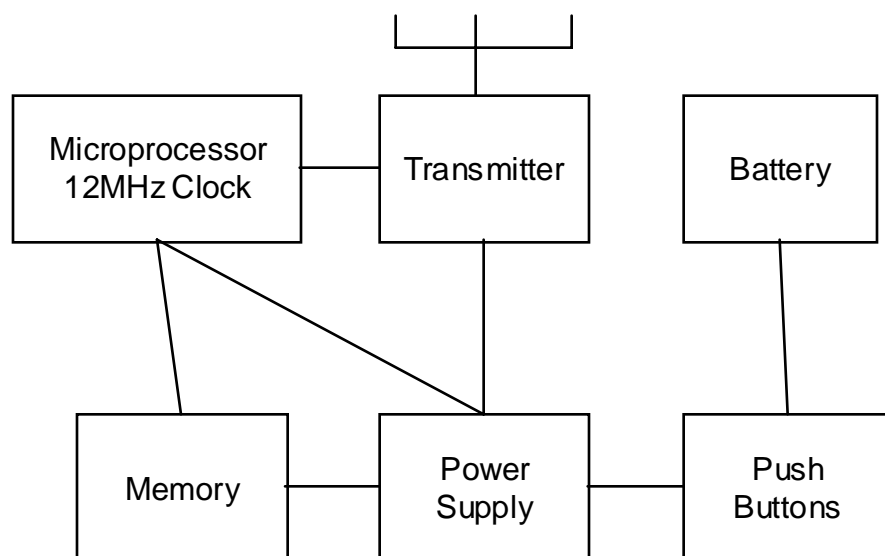 Microprocessor
12MHz Clock
Transmitter
Battery
Memory
Power
Supply
Push
Buttons